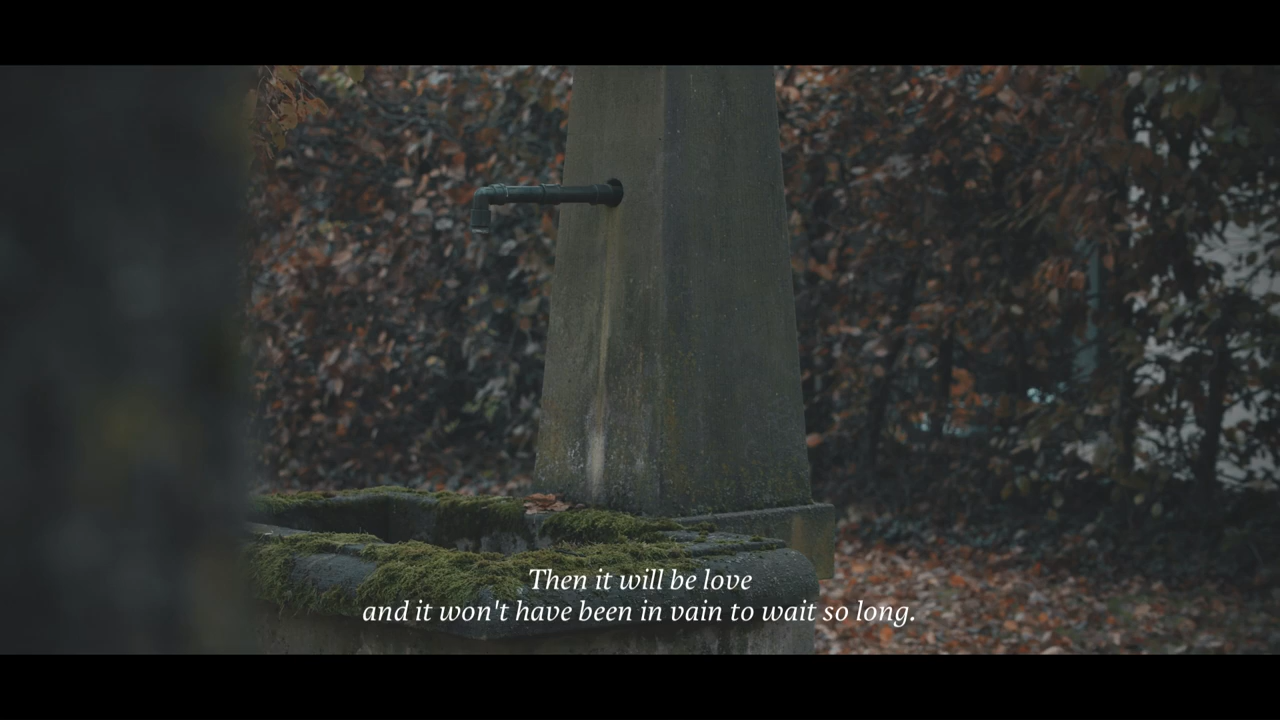 Then it will be love
and it won't have been in vain to wait so long.